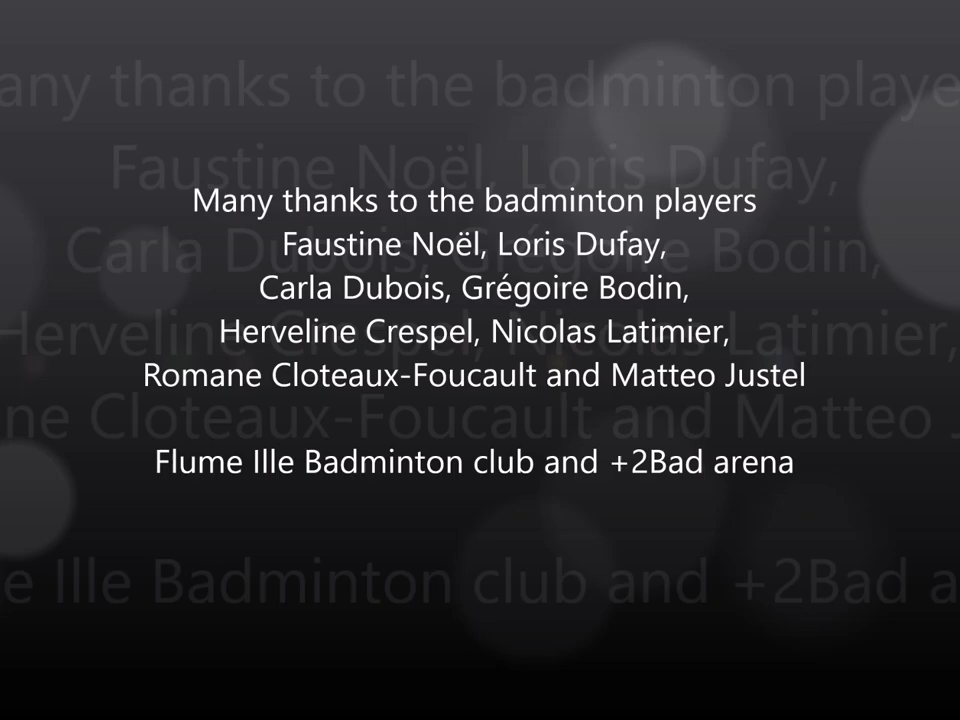 Many thanks to the badminton players
Faustine Noël, Loris Dufay,
Carla Dubois, Grégoire Bodin,
Herveline Crespel, Nicolas Latimier,
Romane Cloteaux-Foucault and Matteo Justel
Flume Ille Badminton club and +2Bad arena